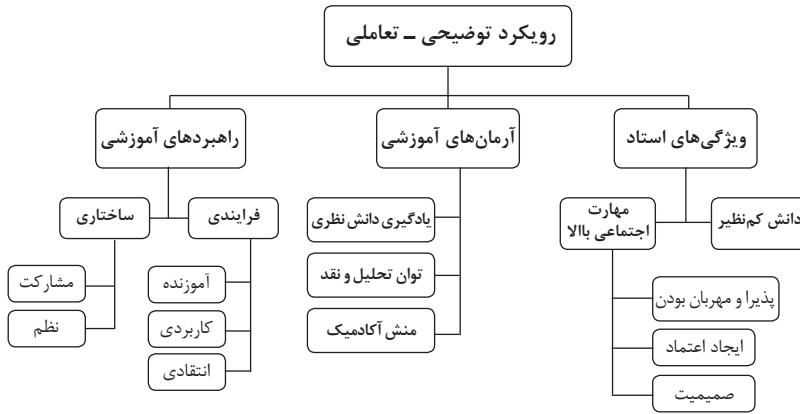 رویکرد توضیحی ـ تعاملی
ویژگی‌های استاد
آرمان‌های آموزشی
راهبردهای آموزشی
دانش کم‌نظیر
مهارت
اجتماعی باالا
پذیرا و مهربان بودن
ایجاد اعتماد
صمیمیت
یادگیری دانش نظری
توان تحلیل و نقد
منش آکادمیک
فرایندی
ساختاری
آموزنده
کاربردی
انتقادی
مشارکت
نظم